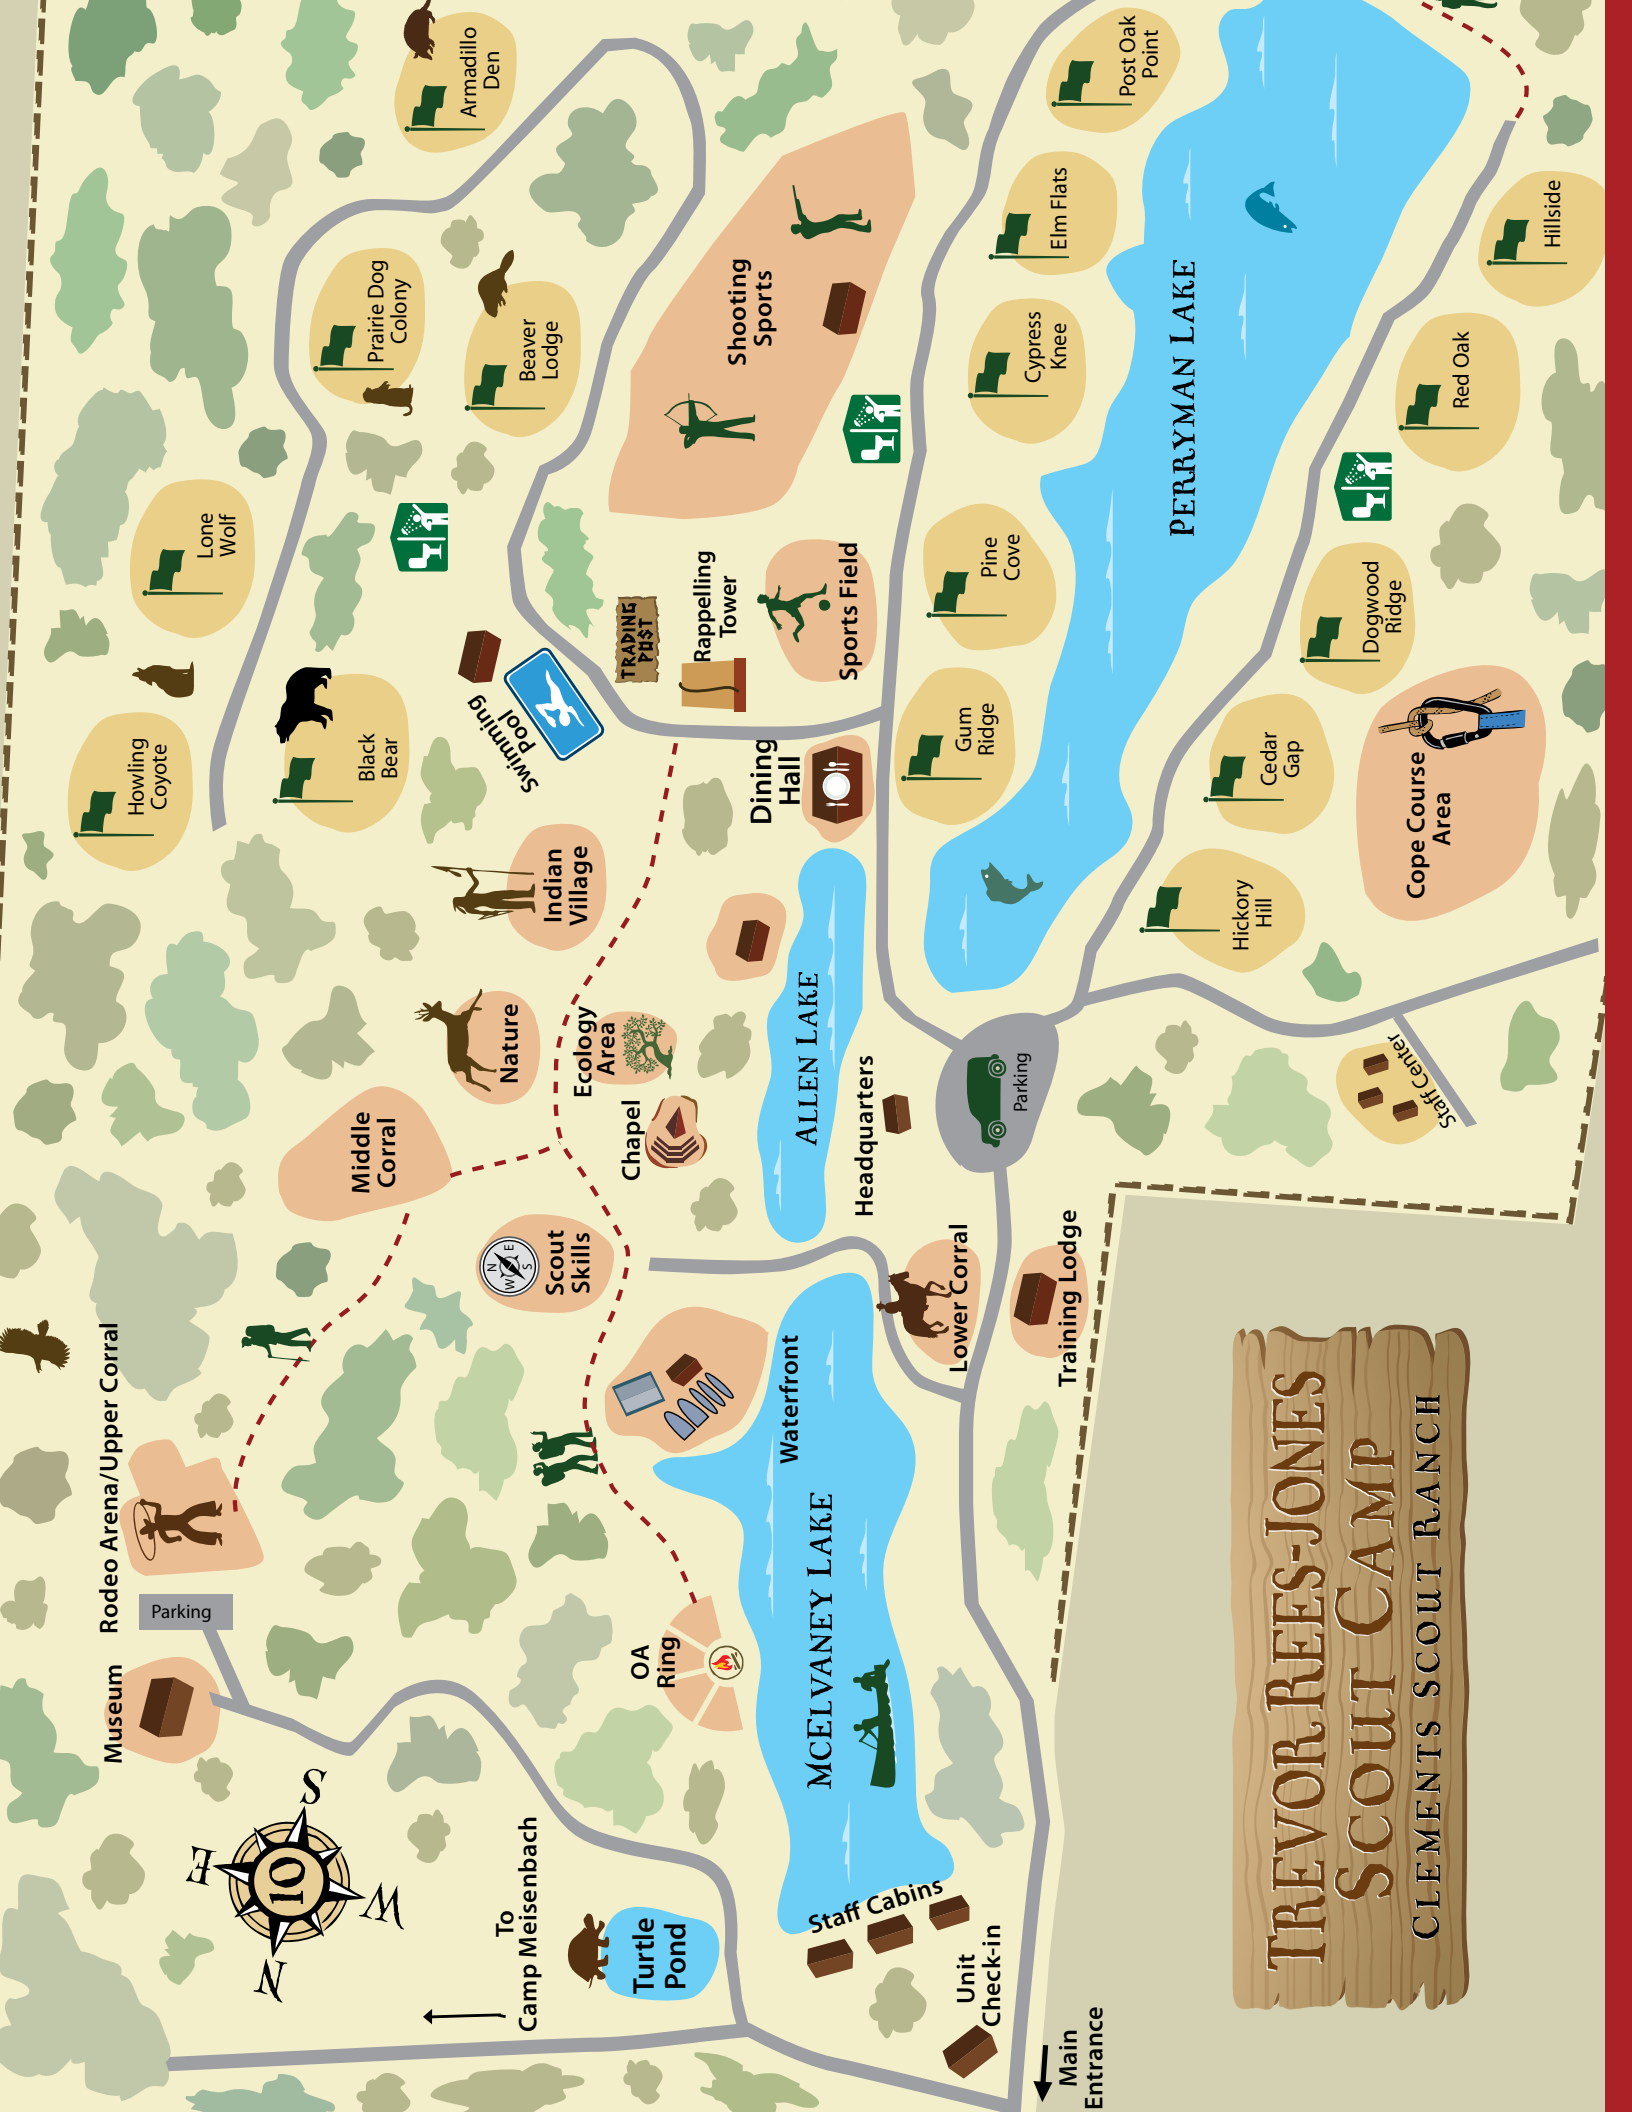 Museum
Parking
Rodeo Arena/Upper Corral
Howling
Coyote
Lone
Wolf
N
E
W
S
10
Middle
Corral
Black
Bear
Prairie Dog
Colony
Armadillo
Den
To
Camp Meisenbach
N
E
S
W
Scout
Skills
Nature
Indian
Village
Swimming
Pool
Beaver
Lodge
Turtle
Pond
OA
Ring
Chapel
Ecology
Area
TRADING
POST
Rappelling
Tower
Shooting
Sports
Waterfront
McElvaney Lake
Allen Lake
Dining
Hall
Sports Field
Staff Cabins
Headquarters
Lower Corral
Unit
Check-in
Parking
Gum
Ridge
Pine
Cove
Cypress
Knee
Elm Flats
Post Oak
Point
Main
Entrance
Training Lodge
Perryman Lake
Hickory
Hill
Cedar
Gap
Dogwood
Ridge
Red Oak
Hillside
Cope Course
Area
Staff Center
Trevor Rees-Jones
Scout Camp
Clements Scout Ranch